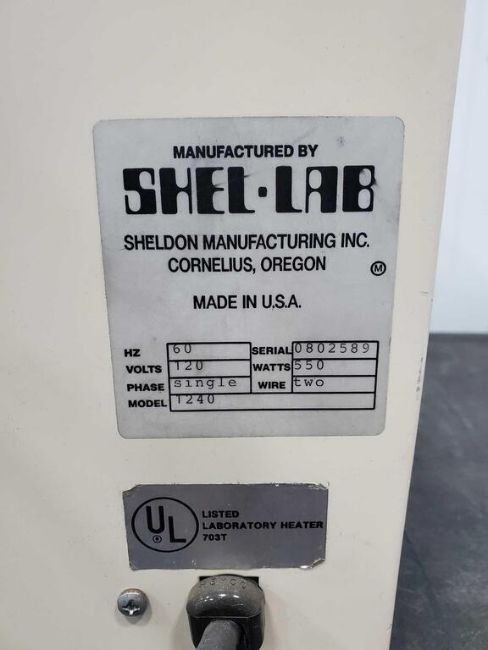 MANUFACTURED BY
SHEL·LAB
SHELDON MANUFACTURING INC.
CORNELIUS, OREGON
M
MADE IN U.S.A.
HZ 60 SERIAL 0802589
VOLTS 120 WATTS 550
PHASE single WIRE two
MODEL 1240
UL
LISTED
LABORATORY HEATER
703T
HEYCO